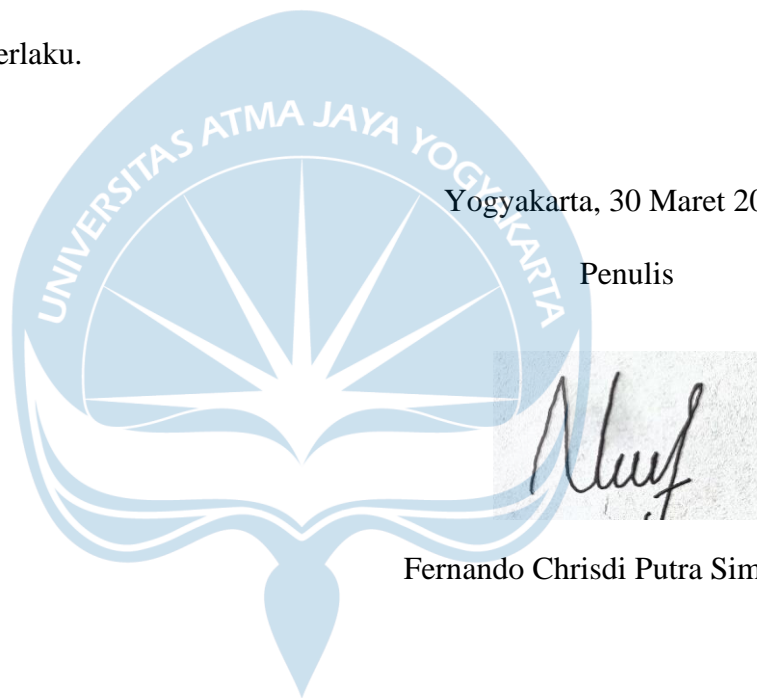 erlaku.
UNIVERSITAS ATMA JAYA YOGYAKARTA
Yogyakarta, 30 Maret 20
Penulis
Fernando Chrisdi Putra Sim